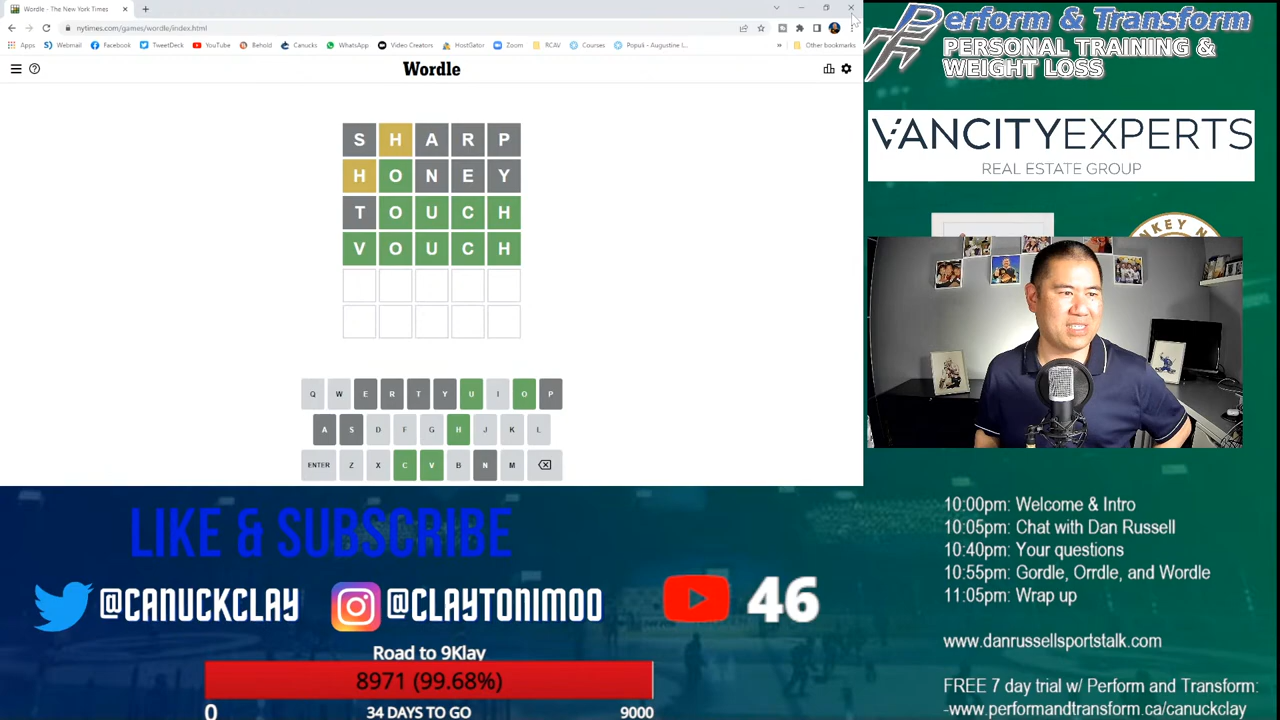 Wordle - The New York Times
nytimes.com/games/wordle/index.html
Apps Webmail Facebook TweetDeck YouTube Behold Canucks WhatsApp Video Creators HostGator Zoom RCAV Courses Populi - Augustine I... » Other bookmarks
Wordle
S H A R P
H O N E Y
T O U C H
V O U C H
Q W E R T Y U I O P
A S D F G H J K L
ENTER Z X C V B N M
Perform & Transform
PERSONAL TRAINING &
WEIGHT LOSS
VANCITYEXPERTS
REAL ESTATE GROUP
KEY N
LIKE & SUBSCRIBE
@CANUCKCLAY @CLAYTONIMOO 46
Road to 9Klay
8971 (99.68%)
0 34 DAYS TO GO 9000
10:00pm: Welcome & Intro
10:05pm: Chat with Dan Russell
10:40pm: Your questions
10:55pm: Gordle, Orrdle, and Wordle
11:05pm: Wrap up
www.danrussellsportstalk.com
FREE 7 day trial w/ Perform and Transform:
-www.performandtransform.ca/canuckclay